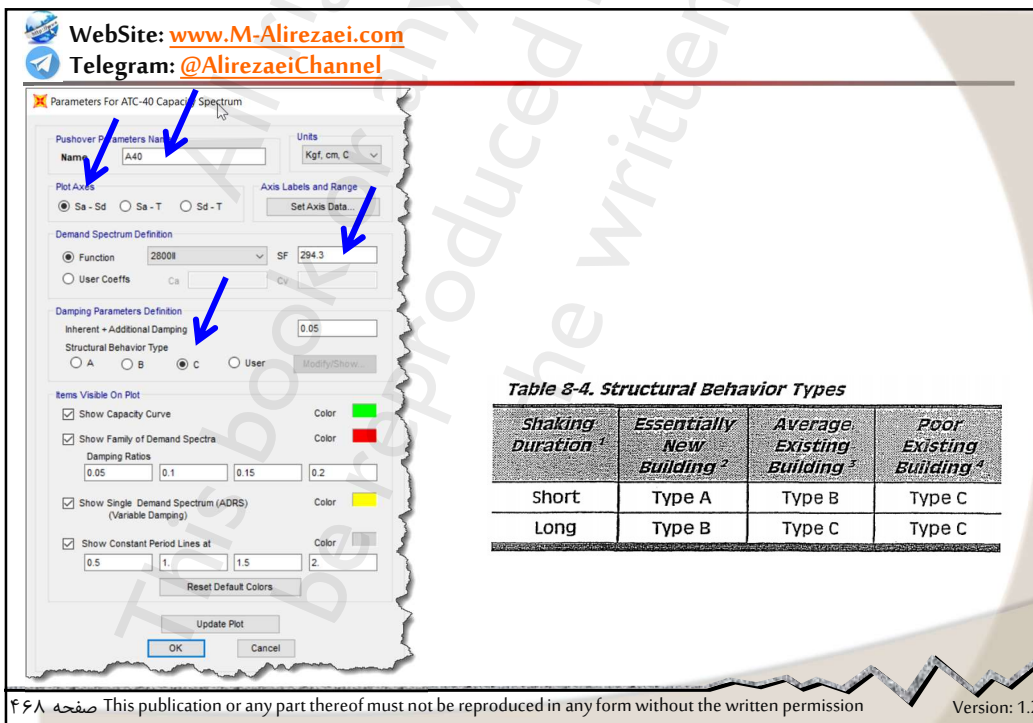 WebSite: www.M-Alirezaei.com
Telegram: @AlirezaeiChannel
Parameters For ATC-40 Capacity Spectrum
Pushover Parameters Name
Name A40
Units
Kgf, cm, C
Plot Axes
Sa - Sd Sa - T Sd - T
Axis Labels and Range
Set Axis Data...
Demand Spectrum Definition
Function 2800II SF 294.3
User Coeffs Ca Cv
Damping Parameters Definition
Inherent + Additional Damping 0.05
Structural Behavior Type
A B C User Modify/Show...
Items Visible On Plot
Show Capacity Curve Color
Show Family of Demand Spectra Color
Damping Ratios
0.05 0.1 0.15 0.2
Show Single Demand Spectrum (ADRS) Color
(Variable Damping)
Show Constant Period Lines at Color
0.5 1. 1.5 2.
Reset Default Colors
Update Plot
OK Cancel
Table 8-4. Structural Behavior Types
Shaking Duration 1 Essentially New Building 2 Average Existing Building 3 Poor Existing Building 4
Short Type A Type B Type C
Long Type B Type C Type C
صفحه ۴۶۸ This publication or any part thereof must not be reproduced in any form without the written permission Version: 1.